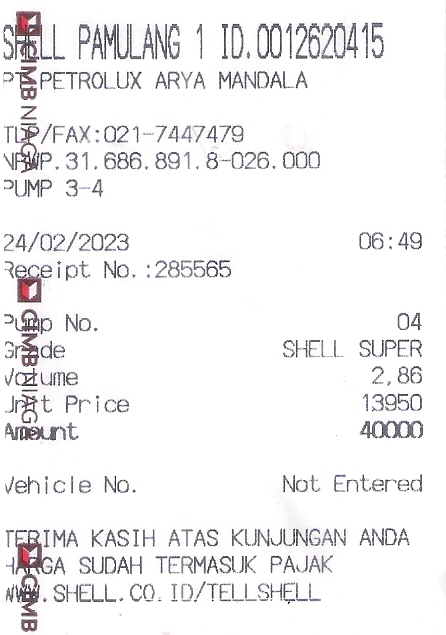 SHELL PAMULANG 1 ID.0012620415
PT PETROLUX ARYA MANDALA
TLP/FAX:021-7447479
NPWP.31.686.891.8-026.000
PUMP 3-4
24/02/2023 06:49
Receipt No.:285565
Pump No. 04
Grade SHELL SUPER
Volume 2,86
Unit Price 13950
Amount 40000
Vehicle No. Not Entered
TERIMA KASIH ATAS KUNJUNGAN ANDA
HARGA SUDAH TERMASUK PAJAK
WWW.SHELL.CO.ID/TELLSHELL
CIMB NIAGA
CIMB NIAGA
CIMB